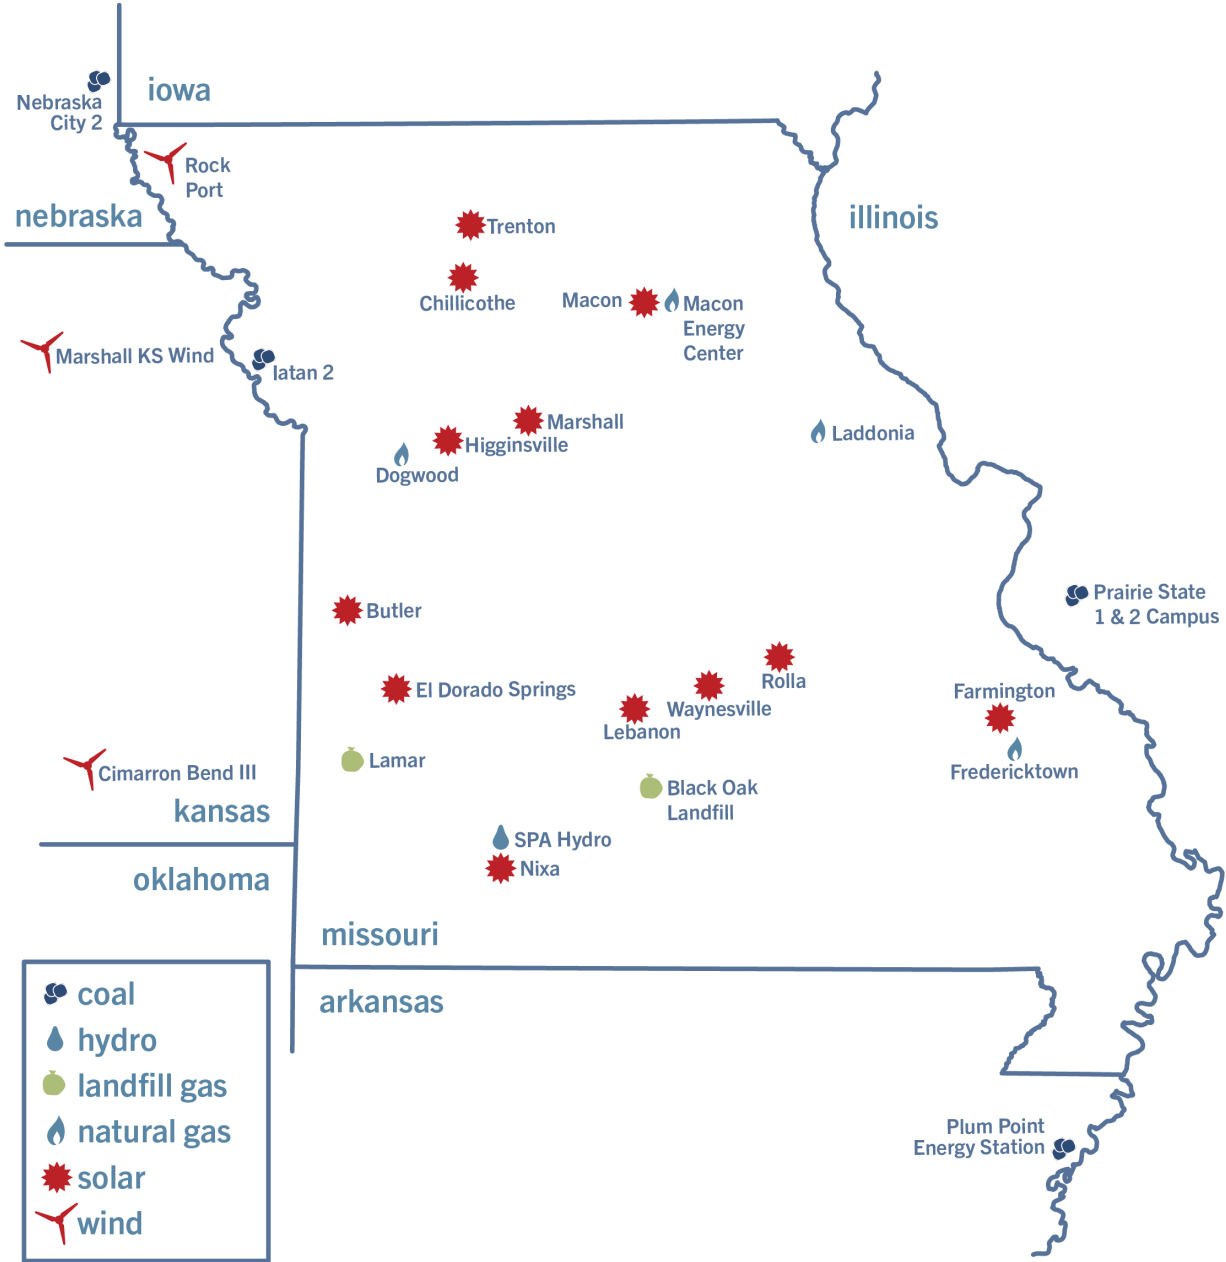 iowa
Nebraska
City 2
Rock
Port
nebraska
illinois
Trenton
Chillicothe
Macon
Macon
Energy
Center
Marshall KS Wind
Iatan 2
Marshall
Higginsville
Dogwood
Laddonia
Prairie State
1 & 2 Campus
Butler
El Dorado Springs
Rolla
Waynesville
Lebanon
Farmington
Fredericktown
Lamar
Cimarron Bend III
Black Oak
Landfill
kansas
SPA Hydro
Nixa
oklahoma
missouri
arkansas
coal
hydro
landfill gas
natural gas
solar
wind
Plum Point
Energy Station